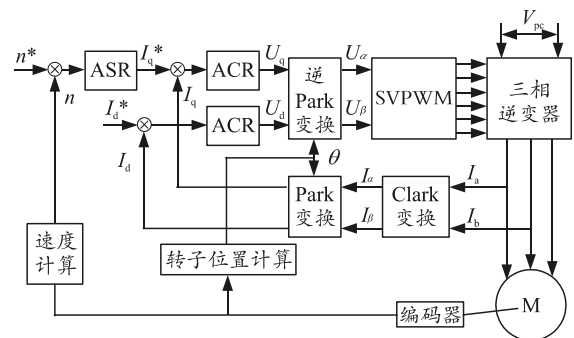 V_pc
n* ASR I_q* ACR U_q 逆 Park 变换 U_α SVPWM 三相 逆变器
n I_q U_β
I_d* ACR U_d
I_d θ
Park 变换 I_α Clark 变换 I_a
I_β I_b
速度 计算
转子位置计算
编码器 M